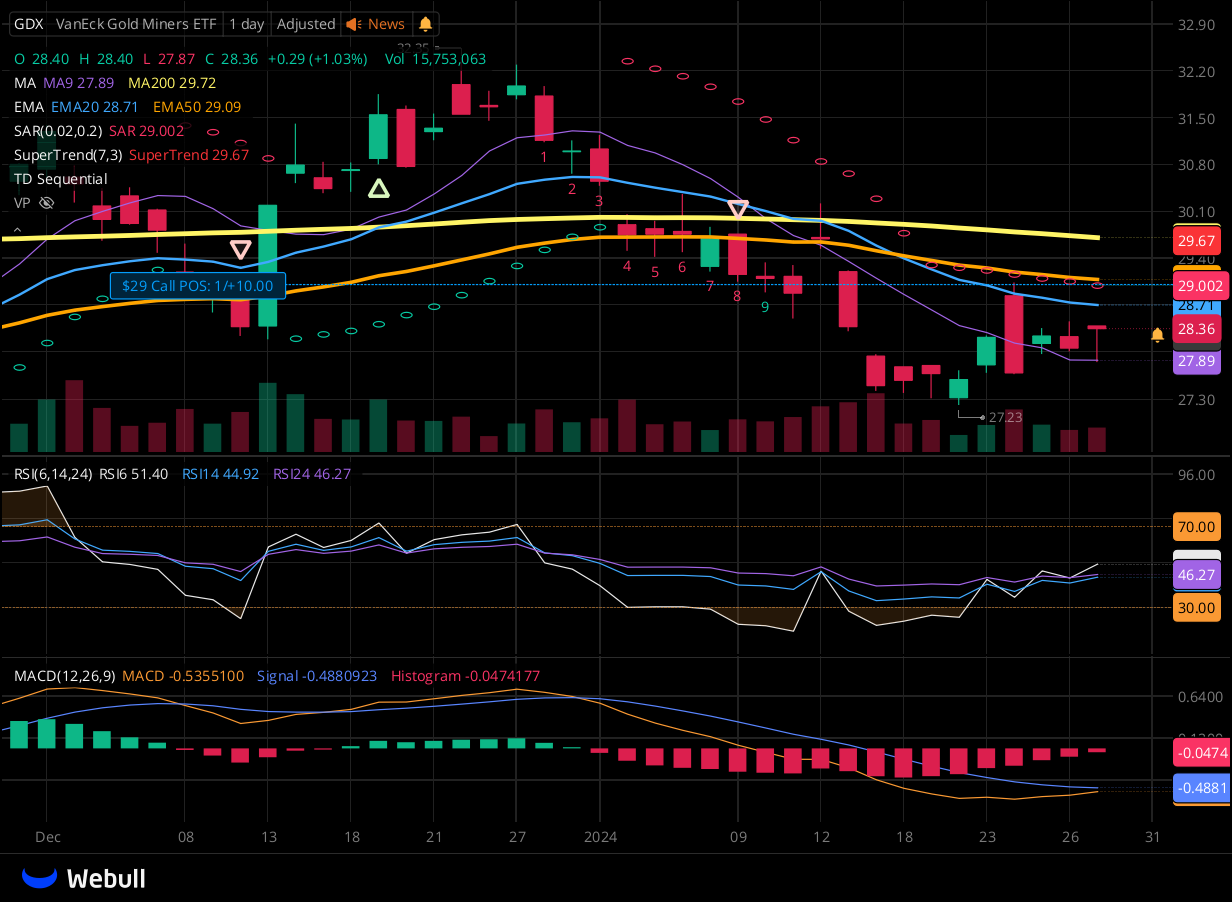 GDX VanEck Gold Miners ETF 1 day Adjusted News
O 28.40 H 28.40 L 27.87 C 28.36 +0.29 (+1.03%) Vol 15,753,063
MA MA9 27.89 MA200 29.72
EMA EMA20 28.71 EMA50 29.09
SAR(0.02,0.2) SAR 29.002
SuperTrend(7,3) SuperTrend 29.67
TD Sequential
VP
32.90
32.20
31.50
30.80
30.10
29.67
29.40
29.002
28.71
28.36
27.89
27.30
1
2
3
4
5
6
7
8
9
$29 Call POS: 1/+10.00
27.23
RSI(6,14,24) RSI6 51.40 RSI14 44.92 RSI24 46.27
96.00
70.00
46.27
30.00
MACD(12,26,9) MACD -0.5355100 Signal -0.4880923 Histogram -0.0474177
0.6400
-0.0474
-0.4881
Dec 08 13 18 21 27 2024 09 12 18 23 26 31
Webull